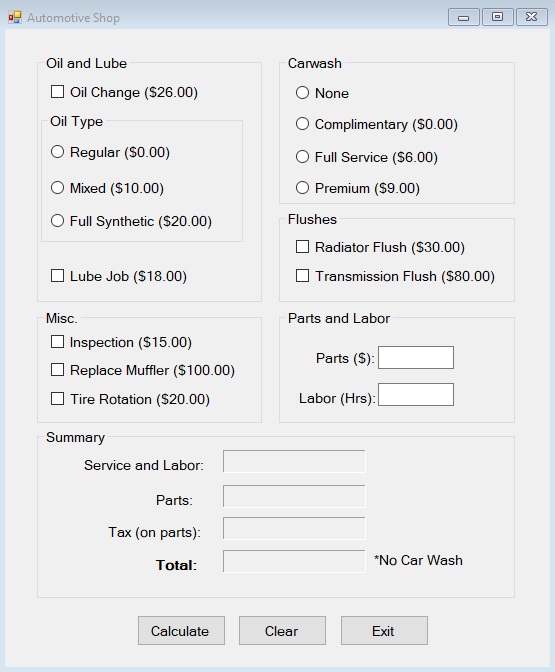 Automotive Shop
Oil and Lube
Oil Change ($26.00)
Oil Type
Regular ($0.00)
Mixed ($10.00)
Full Synthetic ($20.00)
Lube Job ($18.00)
Carwash
None
Complimentary ($0.00)
Full Service ($6.00)
Premium ($9.00)
Flushes
Radiator Flush ($30.00)
Transmission Flush ($80.00)
Misc.
Inspection ($15.00)
Replace Muffler ($100.00)
Tire Rotation ($20.00)
Parts and Labor
Parts ($):
Labor (Hrs):
Summary
Service and Labor:
Parts:
Tax (on parts):
Total:
*No Car Wash
Calculate
Clear
Exit